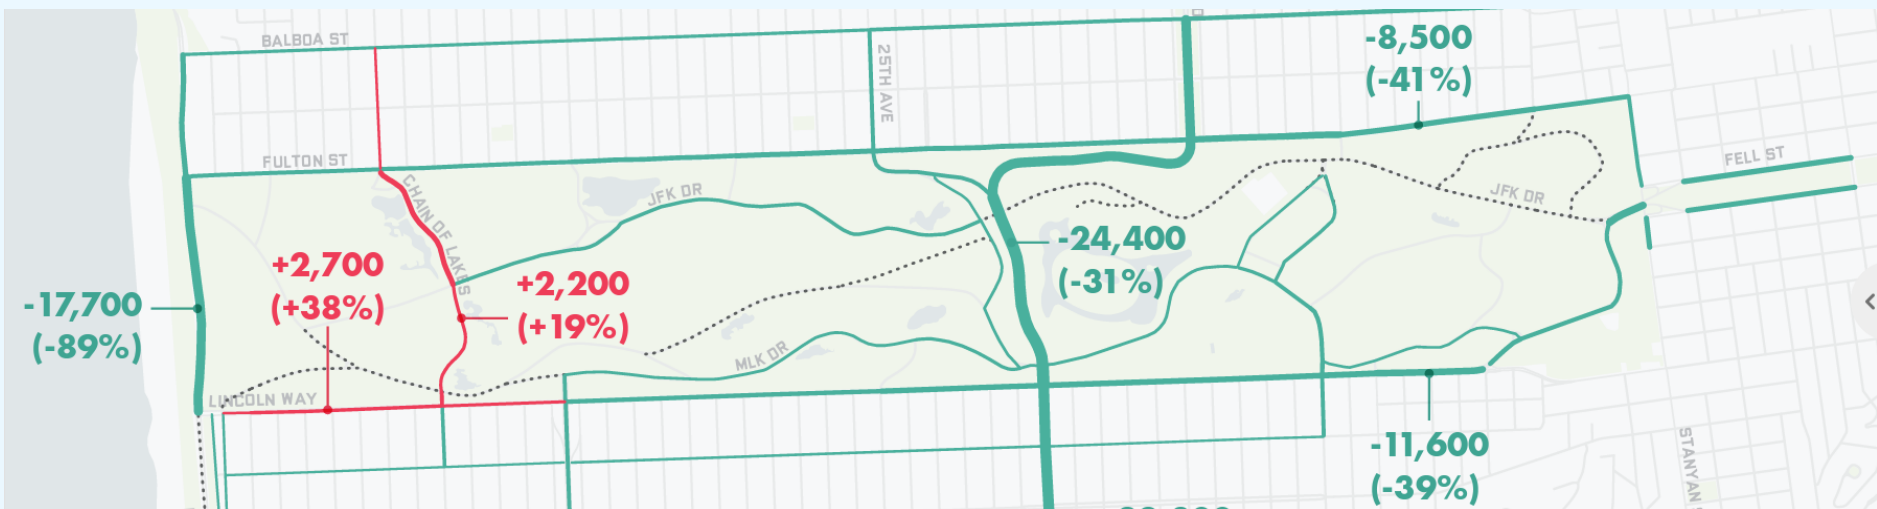 BALBOA ST
25TH AVE
-8,500
(-41%)
FULTON ST
FELL ST
CHAIN OF LAKES
JFK DR
JFK DR
-24,400
(-31%)
+2,700
(+38%)
+2,200
(+19%)
-17,700
(-89%)
MLK DR
LINCOLN WAY
-11,600
(-39%)
STANYAN